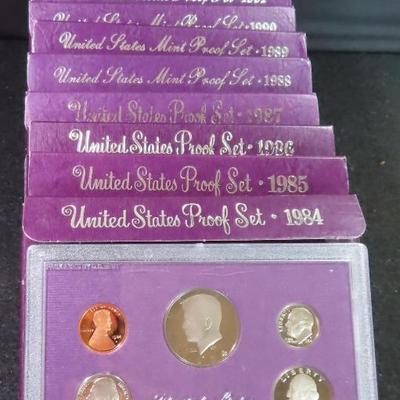 United States Mint Proof Set • 1990
United States Mint Proof Set • 1989
United States Mint Proof Set • 1988
United States Proof Set • 1987
United States Proof Set • 1986
United States Proof Set • 1985
United States Proof Set • 1984
LIBERTY